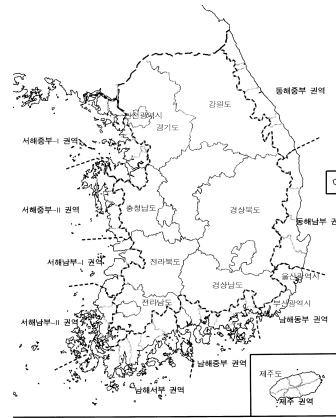 동해중부 권역
강원도
인천광역시
경기도
서해중부-I 권역
서해중부-II 권역
충청남도
경상북도
동해남부 권
서해남부-I 권역
전라북도
울산광역시
경상남도
전라남도
부산광역시
서해남부-II 권역
남해동부 권역
남해중부 권역
제주도
남해서부 권역
제주 권역